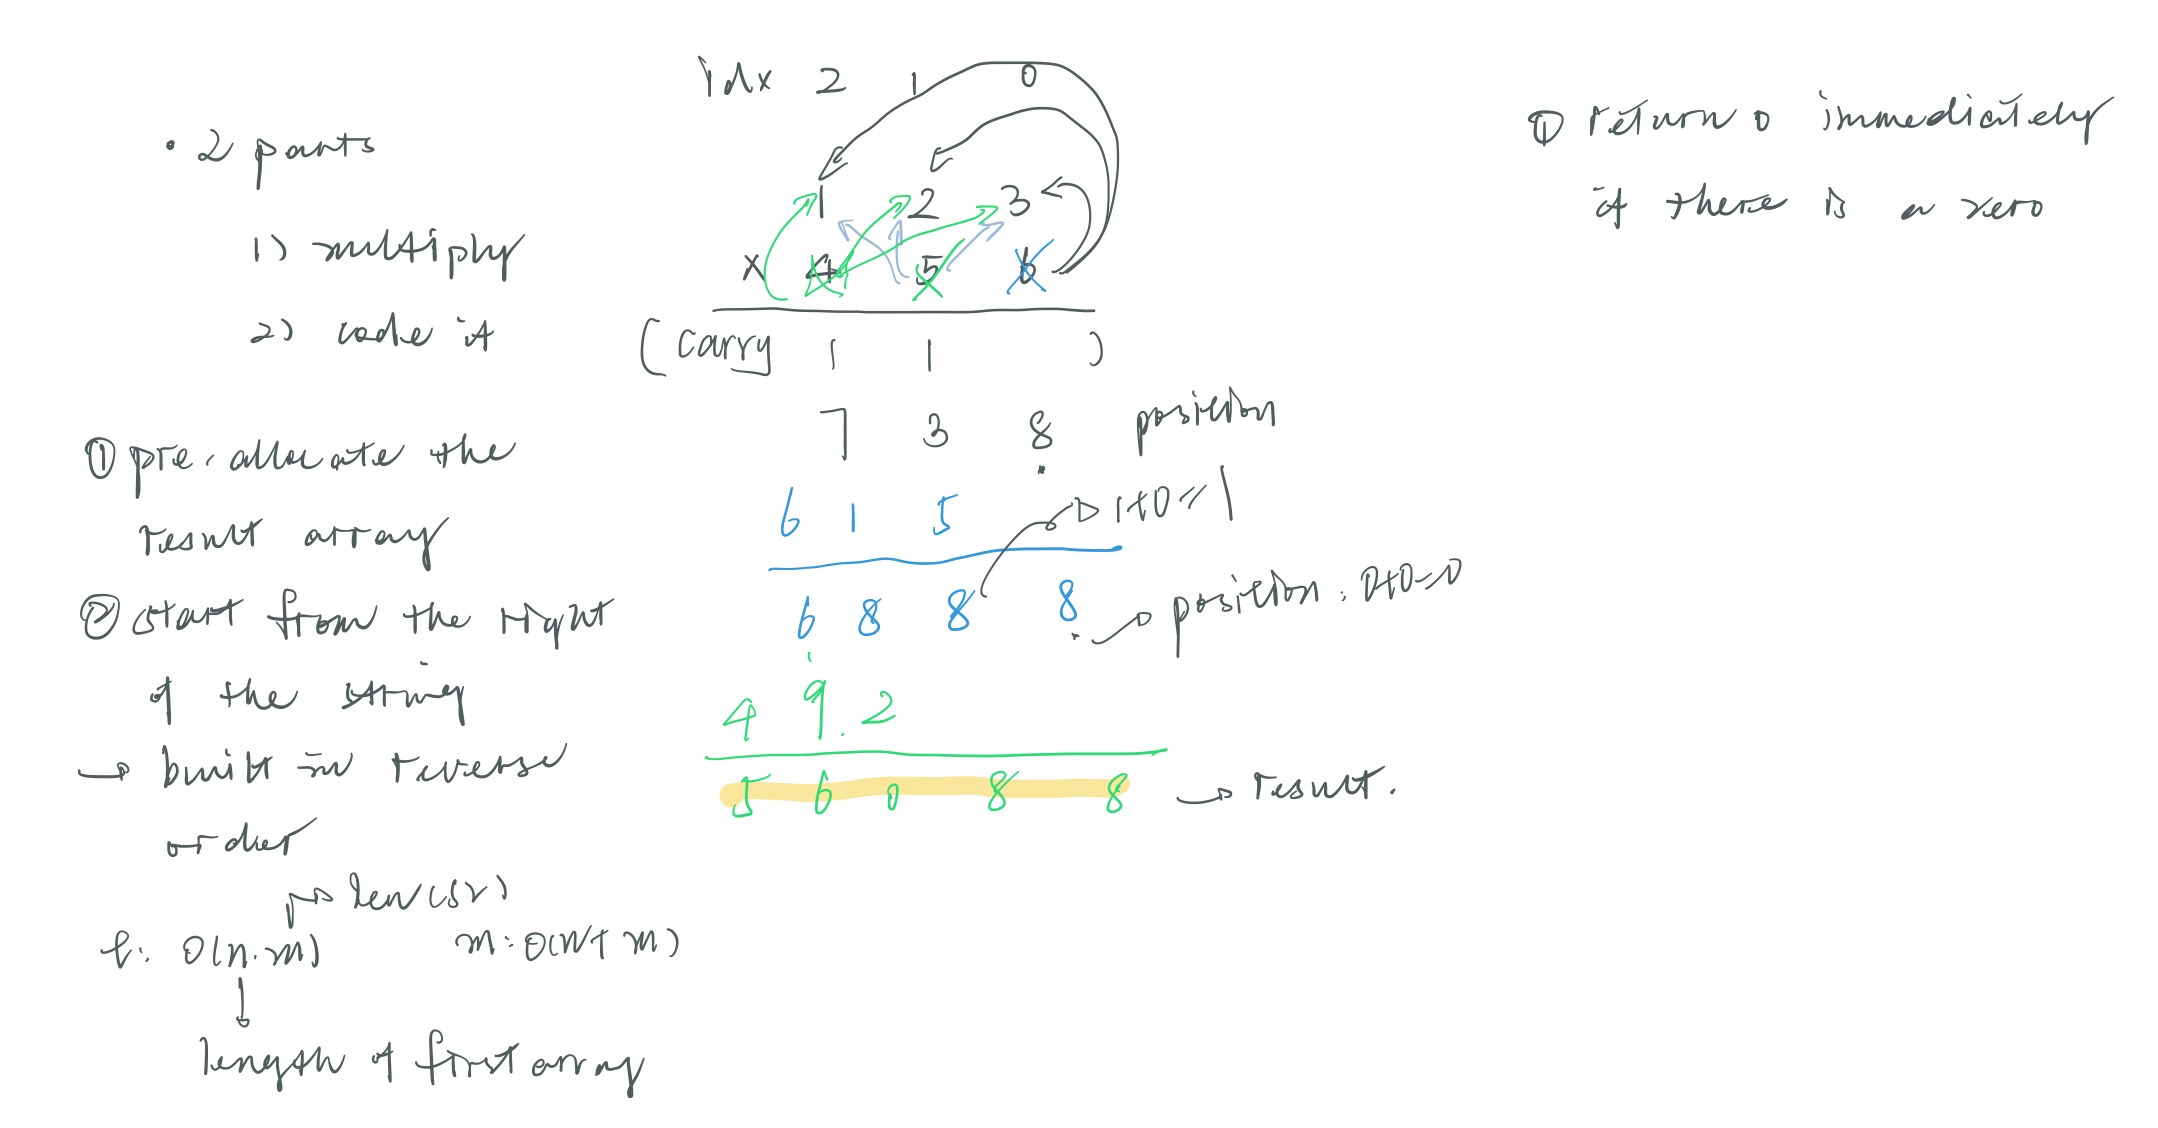 • 2 parts
1) multiply
2) code it
① pre-allocate the
result array
② start from the right
of the string
→ built in reverse
order
→ len(s2)
t: O(n·m) m: O(n+m)
↓
length of first array
idx 2 1 0
1 2 3
x 4 5 6
(carry 1 1 )
7 3 8 position
6 1 5 → 1+0=1
6 8 8 8 → position: 0+0=0
4 9 2
5 6 0 8 8 → result.
① return 0 immediately
if there is a zero